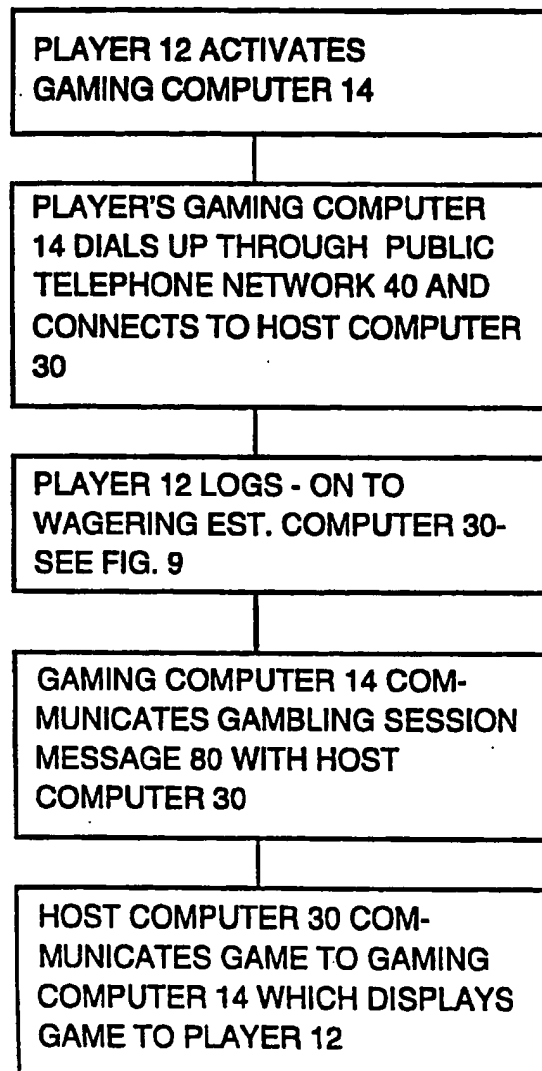 PLAYER 12 ACTIVATES
GAMING COMPUTER 14
PLAYER'S GAMING COMPUTER
14 DIALS UP THROUGH PUBLIC
TELEPHONE NETWORK 40 AND
CONNECTS TO HOST COMPUTER
30
PLAYER 12 LOGS - ON TO
WAGERING EST. COMPUTER 30-
SEE FIG. 9
GAMING COMPUTER 14 COM-
MUNICATES GAMBLING SESSION
MESSAGE 80 WITH HOST
COMPUTER 30
HOST COMPUTER 30 COM-
MUNICATES GAME TO GAMING
COMPUTER 14 WHICH DISPLAYS
GAME TO PLAYER 12